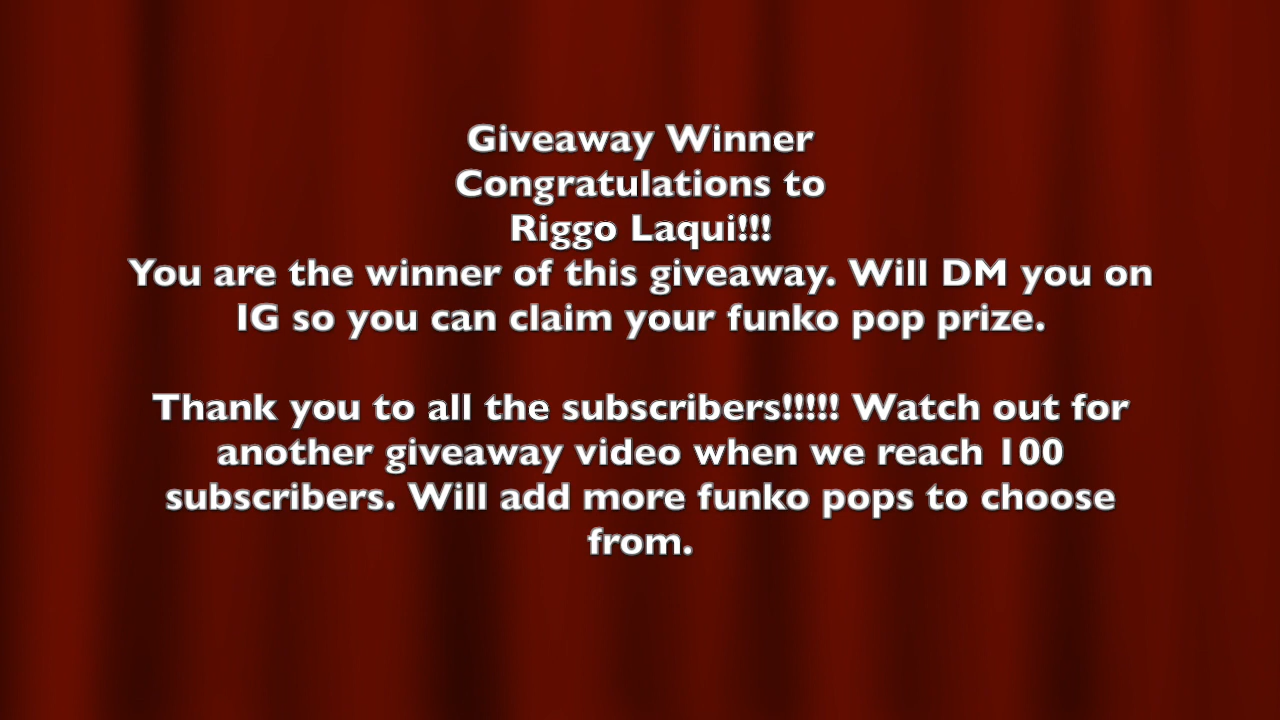 Giveaway Winner
Congratulations to
Riggo Laqui!!!
You are the winner of this giveaway. Will DM you on
IG so you can claim your funko pop prize.
Thank you to all the subscribers!!!!! Watch out for
another giveaway video when we reach 100
subscribers. Will add more funko pops to choose
from.